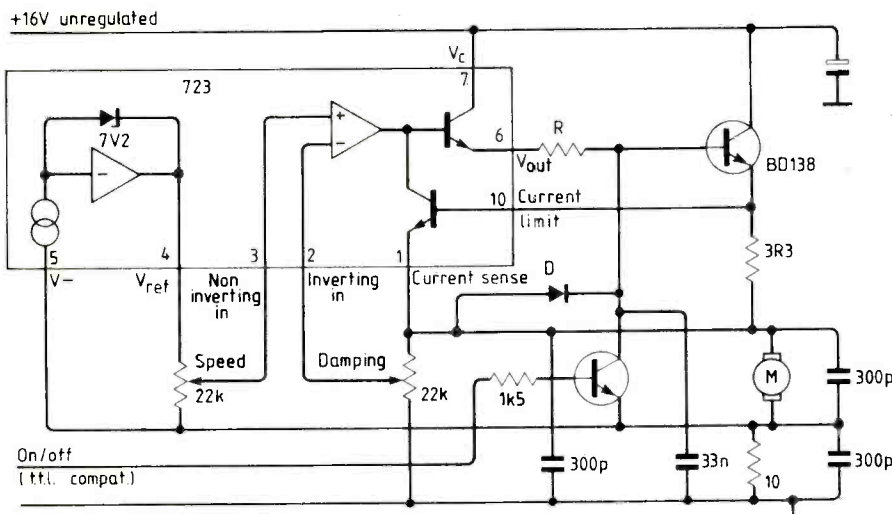 +16V unregulated
723
Vc
7
7V2
6
R
Vout
BD138
10 Current
limit
5
4
3
2
1
V-
Vref
Non
inverting
in
Inverting
in
Current sense
D
3R3
Speed
22k
Damping
22k
1k5
M
300p
On/off
(t.t.l. compat.)
300p
33n
10
300p